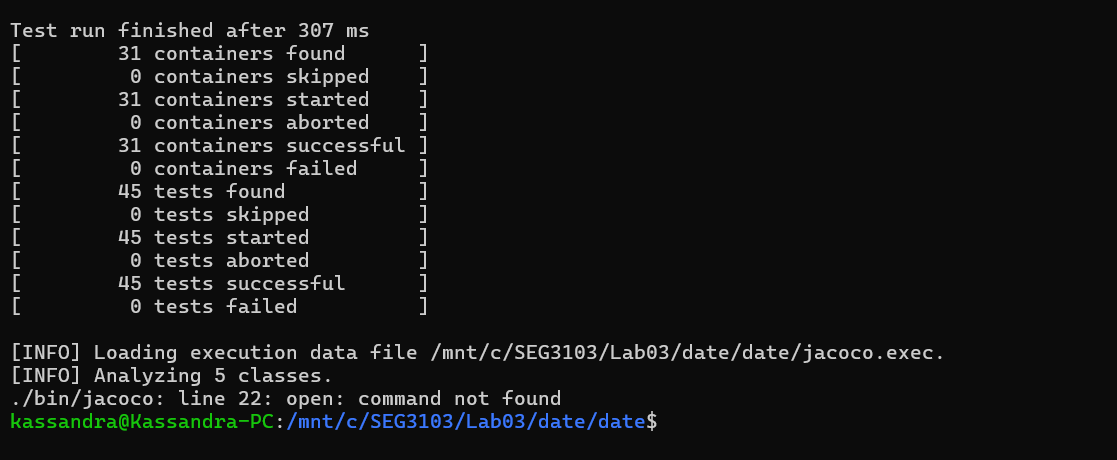 Test run finished after 307 ms
[        31 containers found      ]
[         0 containers skipped    ]
[        31 containers started    ]
[         0 containers aborted    ]
[        31 containers successful ]
[         0 containers failed     ]
[        45 tests found           ]
[         0 tests skipped         ]
[        45 tests started         ]
[         0 tests aborted         ]
[        45 tests successful      ]
[         0 tests failed          ]
[INFO] Loading execution data file /mnt/c/SEG3103/Lab03/date/date/jacoco.exec.
[INFO] Analyzing 5 classes.
./bin/jacoco: line 22: open: command not found
kassandra@Kassandra-PC:/mnt/c/SEG3103/Lab03/date/date$